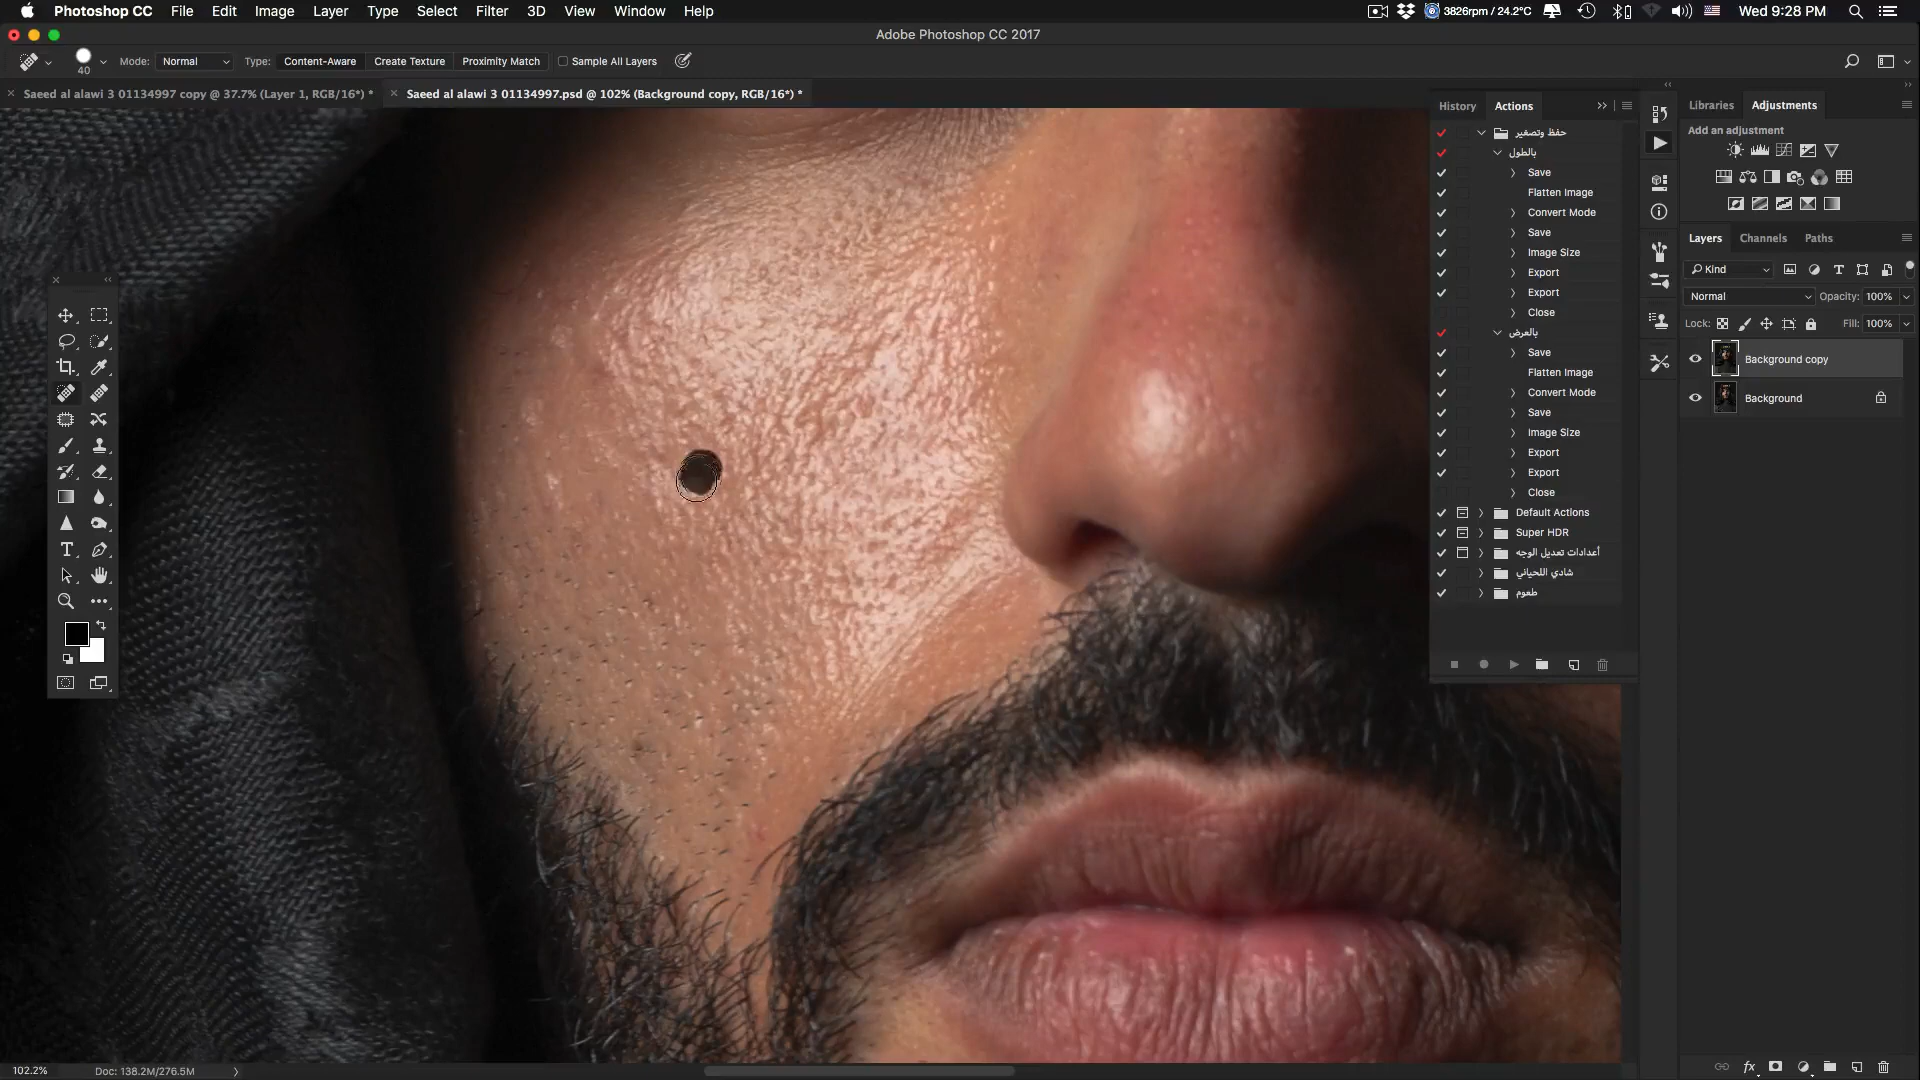 Photoshop CC File Edit Image Layer Type Select Filter 3D View Window Help 3826rpm / 24.2°C Wed 9:28 PM
Adobe Photoshop CC 2017
40 Mode: Normal Type: Content-Aware Create Texture Proximity Match Sample All Layers
Saeed al alawi 3 01134997 copy @ 37.7% (Layer 1, RGB/16*) * Saeed al alawi 3 01134997.psd @ 102% (Background copy, RGB/16*) *
History Actions
حفظ وتصغير
بالطول
Save
Flatten Image
Convert Mode
Save
Image Size
Export
Export
Close
بالعرض
Save
Flatten Image
Convert Mode
Save
Image Size
Export
Export
Close
Default Actions
Super HDR
أعدادات تعديل الوجه
شادي اللحياني
طعوم
Libraries Adjustments
Add an adjustment
Layers Channels Paths
Kind
Normal Opacity: 100%
Lock: Fill: 100%
Background copy
Background
fx
102.2% Doc: 138.2M/276.5M